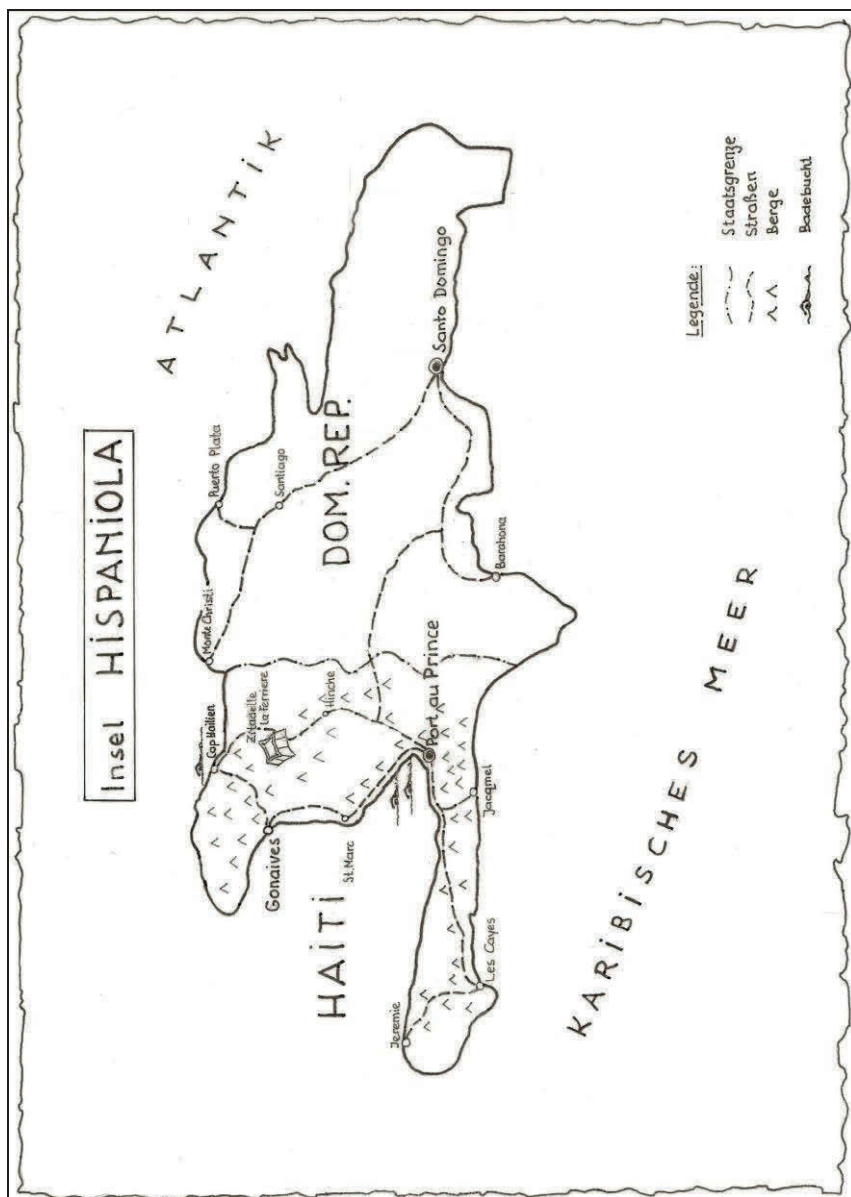 Insel HISPANIOLA
ATLANTIK
Monte Christi
Puerto Plata
Cap Haitien
Zitadelle
La Ferriere
Santiago
Gonaives
Hinche
DOM. REP.
HAITI
St. Marc
Port au Prince
Santo Domingo
Jeremie
Les Cayes
Jacqmel
Barahona
KARIBISCHES MEER
Legende:
Staatsgrenze
Straßen
Berge
Badebucht